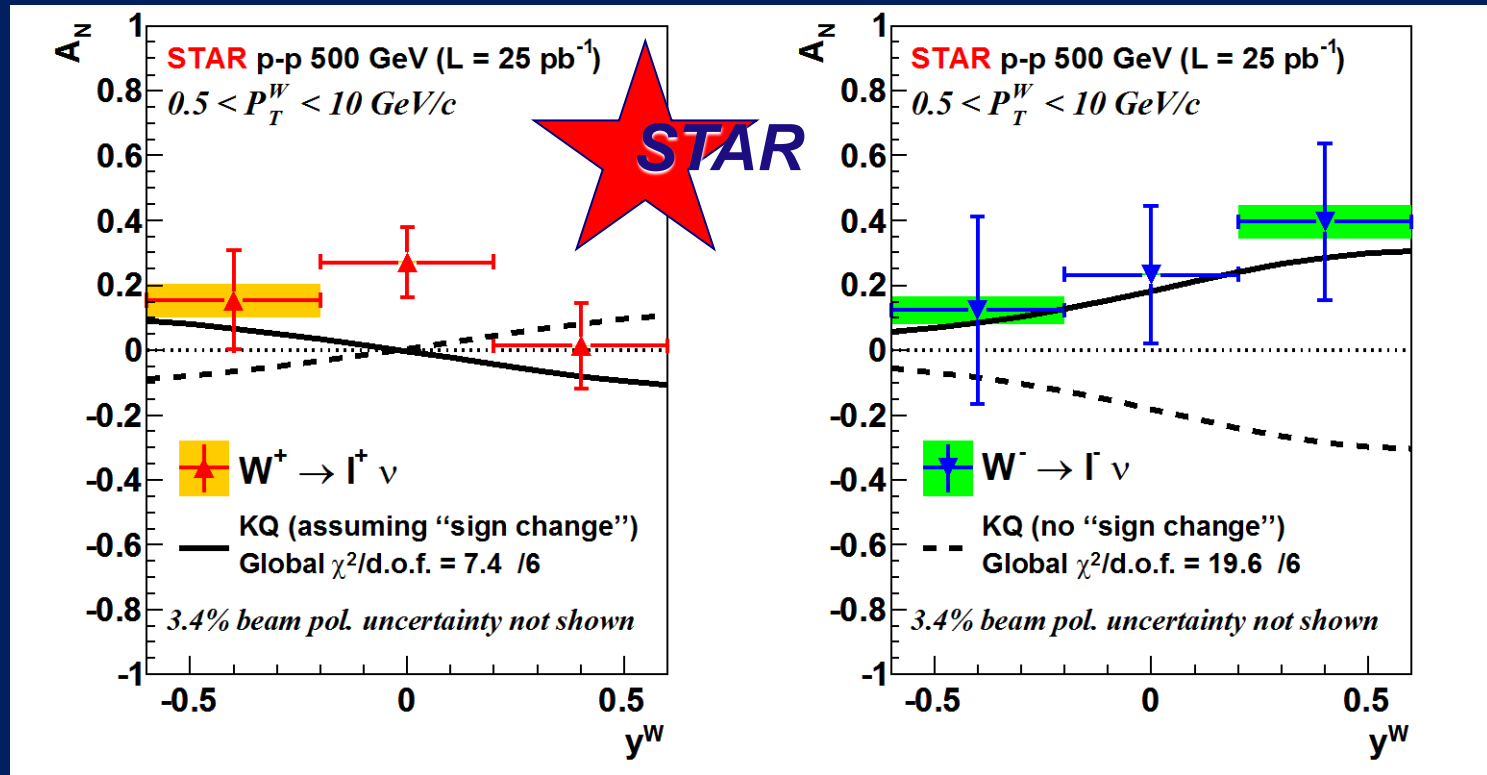 A_N
1
0.8
0.6
0.4
0.2
0
-0.2
-0.4
-0.6
-0.8
-1
STAR p-p 500 GeV (L = 25 pb⁻¹)
0.5 < P_T^W < 10 GeV/c
STAR
W⁺ → l⁺ ν
KQ (assuming “sign change”)
Global χ²/d.o.f. = 7.4 /6
3.4% beam pol. uncertainty not shown
-0.5 0 0.5
y^W
A_N
1
0.8
0.6
0.4
0.2
0
-0.2
-0.4
-0.6
-0.8
-1
STAR p-p 500 GeV (L = 25 pb⁻¹)
0.5 < P_T^W < 10 GeV/c
W⁻ → l⁻ ν
KQ (no “sign change”)
Global χ²/d.o.f. = 19.6 /6
3.4% beam pol. uncertainty not shown
-0.5 0 0.5
y^W